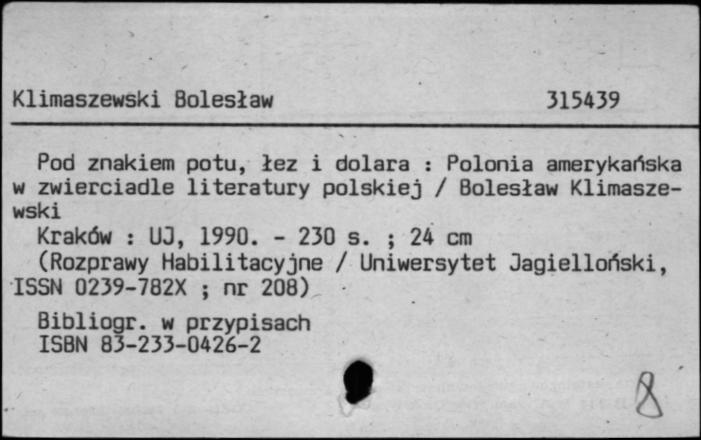 Klimaszewski Bolesław 315439
Pod znakiem potu, łez i dolara : Polonia amerykańska
w zwierciadle literatury polskiej / Bolesław Klimasze-
wski
Kraków : UJ, 1990. - 230 s. ; 24 cm
(Rozprawy Habilitacyjne / Uniwersytet Jagielloński,
ISSN 0239-782X ; nr 208)
Bibliogr. w przypisach
ISBN 83-233-0426-2
8